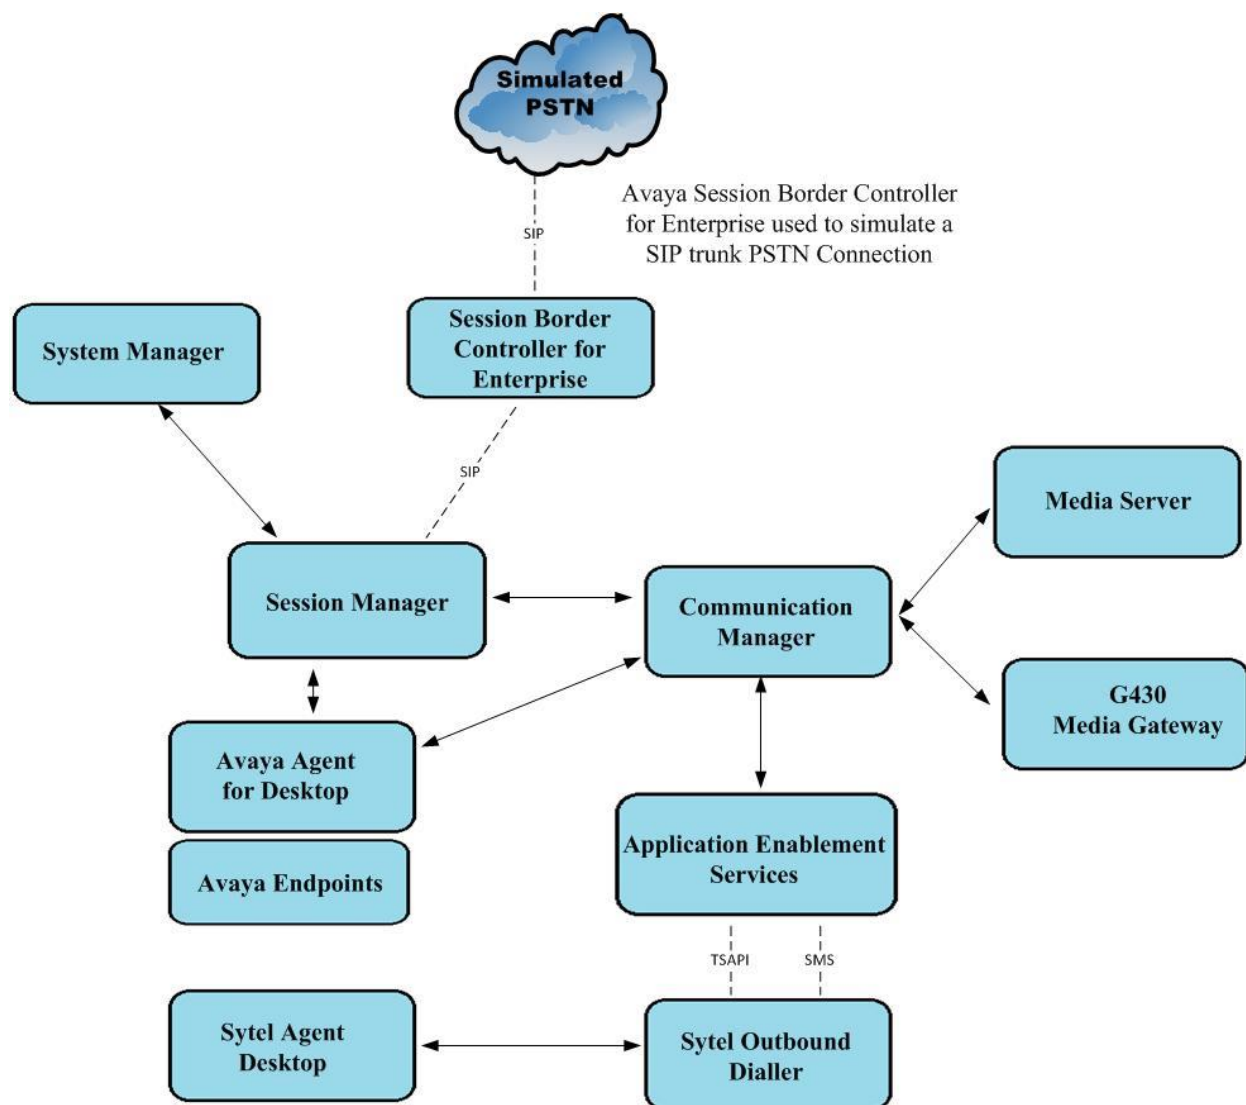 Simulated
PSTN
Avaya Session Border Controller
for Enterprise used to simulate a
SIP trunk PSTN Connection
SIP
Session Border
Controller for
Enterprise
System Manager
SIP
Media Server
Session Manager
Communication
Manager
G430
Media Gateway
Avaya Agent
for Desktop
Application Enablement
Services
Avaya Endpoints
TSAPI
SMS
Sytel Agent
Desktop
Sytel Outbound
Dialler